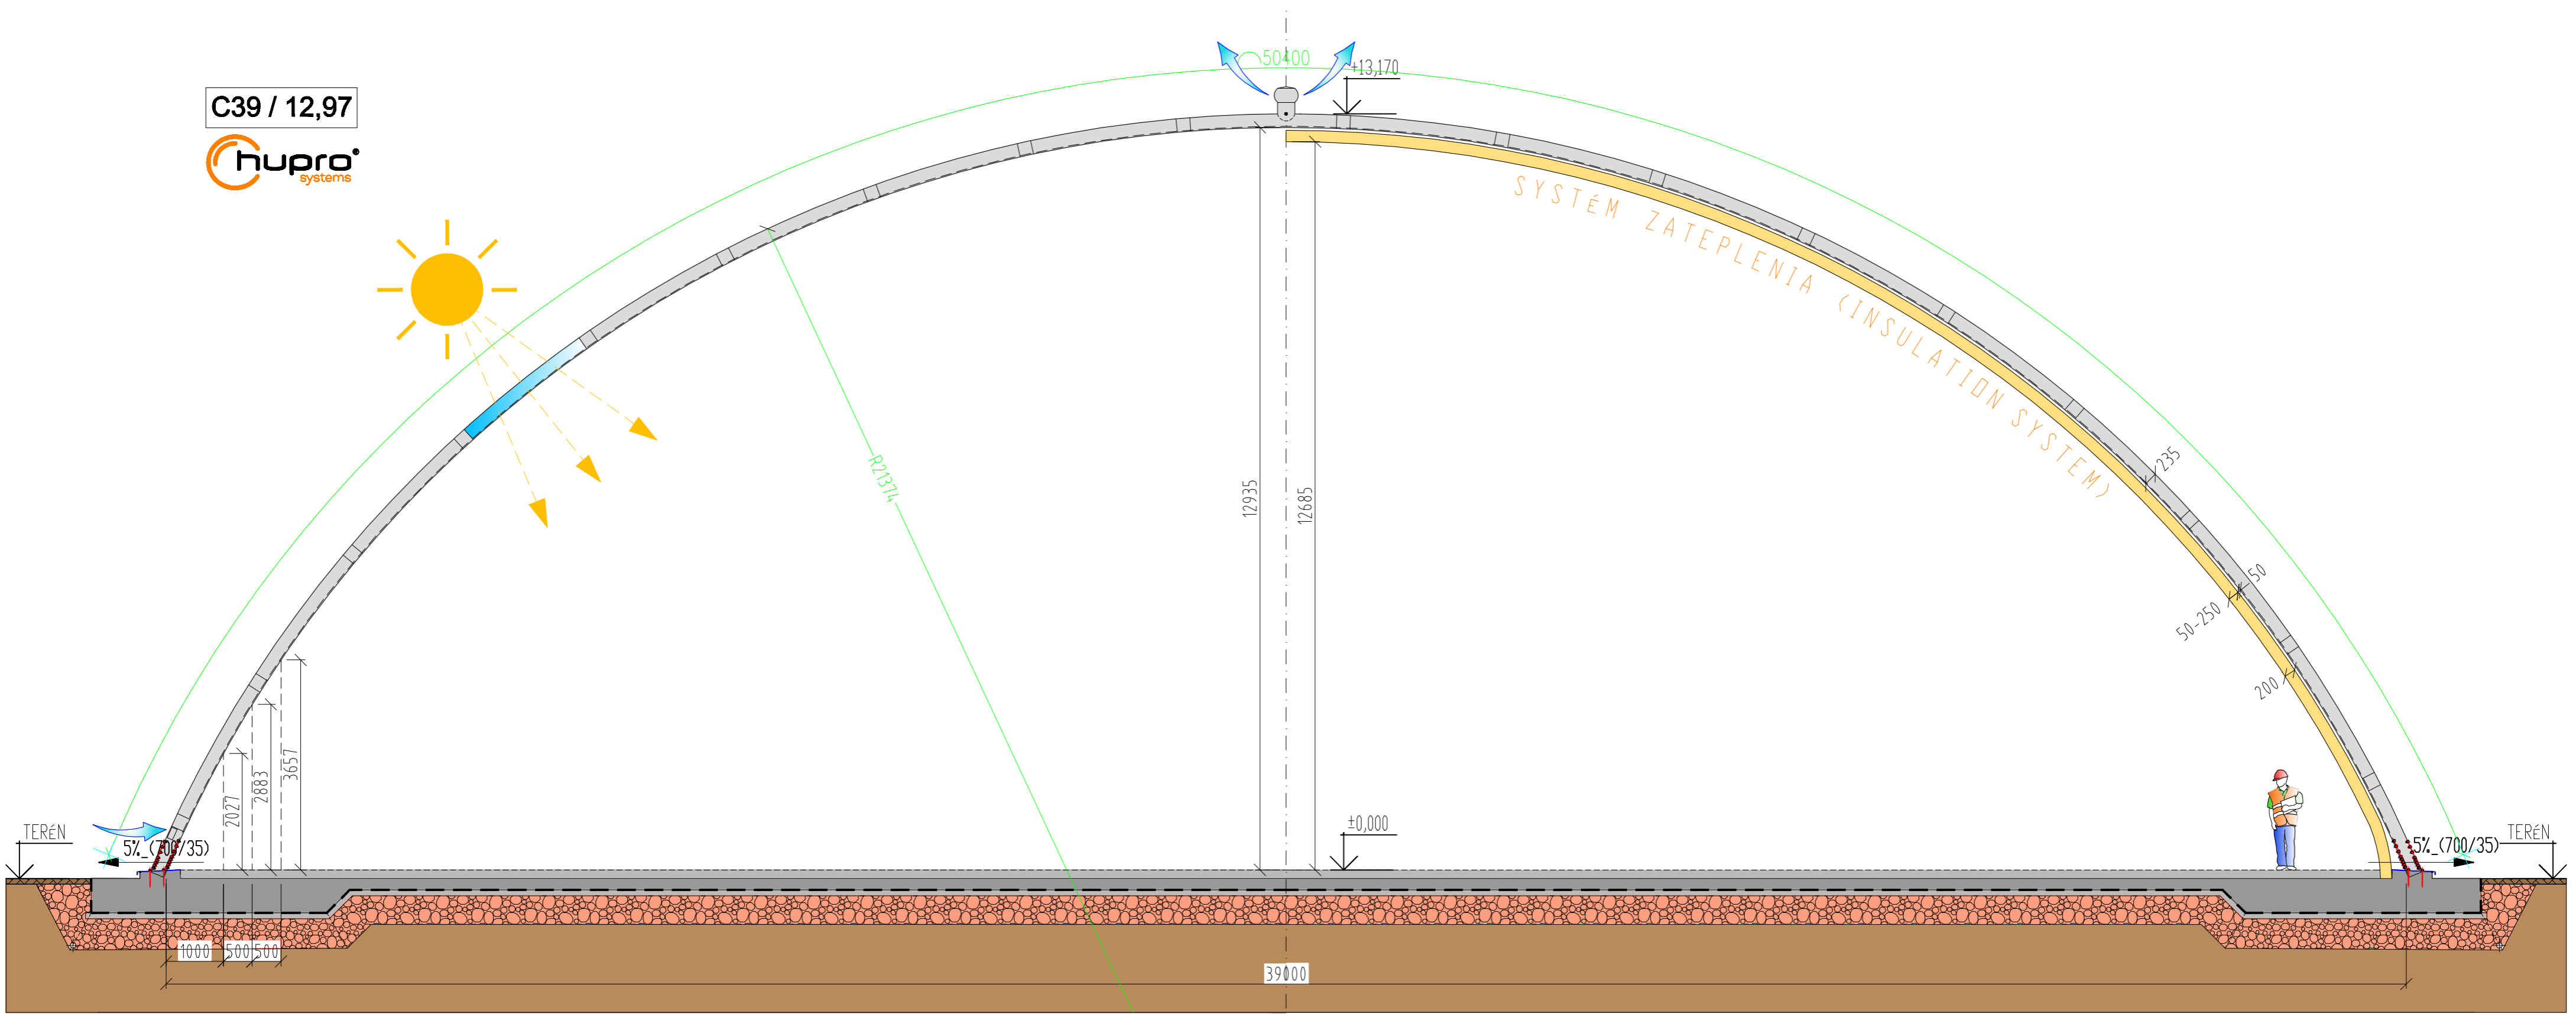 50400
+13,170
C39 / 12,97
hupro®
systems
SYSTÉM ZATEPLENIA (INSULATION SYSTEM)
R21374
12935
12685
235
50
50-250
200
3657
2883
2027
±0,000
TERÉN
5%_(700/35)
5%_(700/35)
TERÉN
1000
500
500
39000